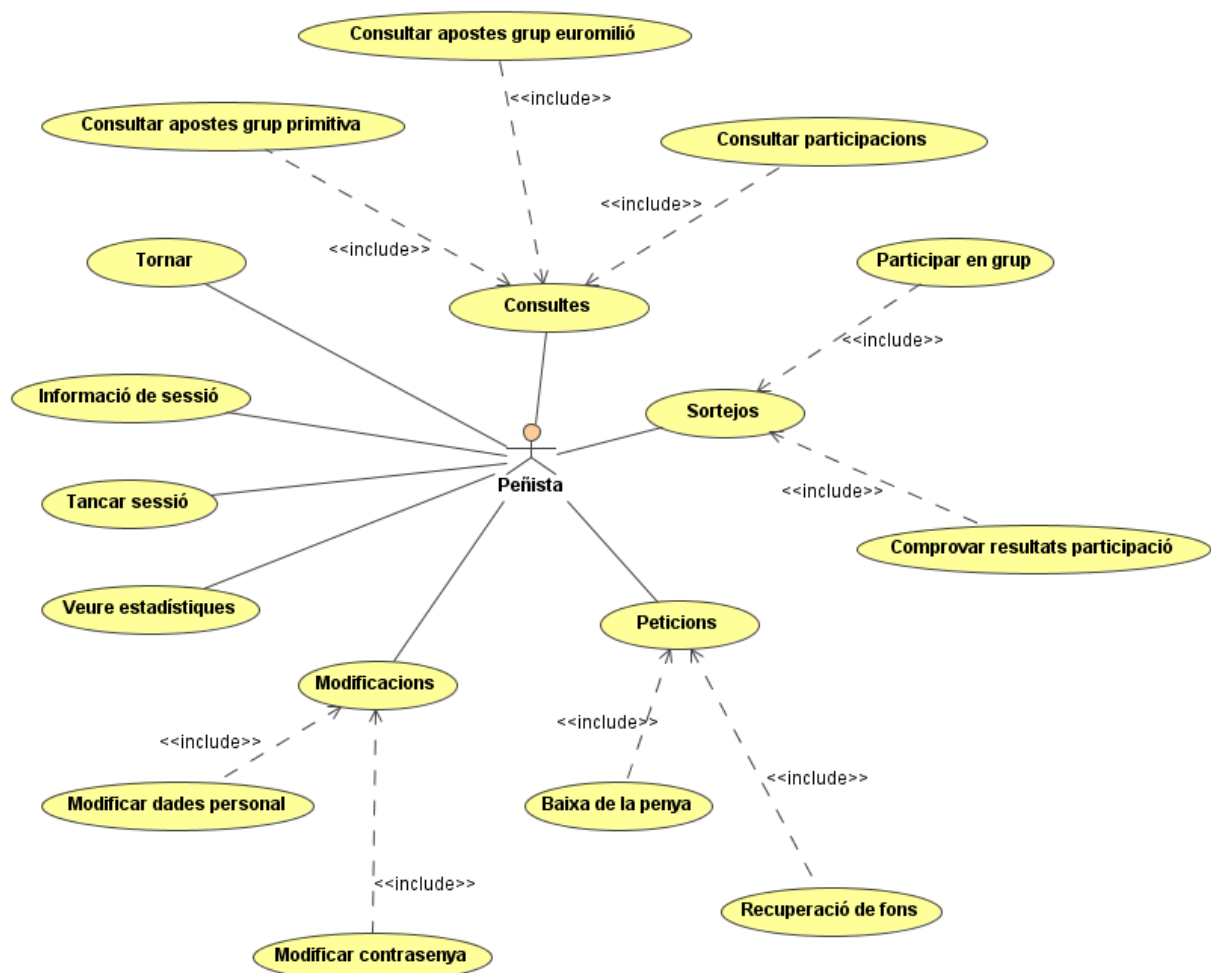 Consultar apostes grup euromilió
<<include>>
Consultar apostes grup primitiva
Consultar participacions
<<include>>
<<include>>
Tornar
Participar en grup
Consultes
<<include>>
Informació de sessió
Sortejos
Peñista
<<include>>
Tancar sessió
Comprovar resultats participació
Veure estadístiques
Peticions
Modificacions
<<include>>
<<include>>
<<include>>
Modificar dades personal
Baixa de la penya
<<include>>
Recuperació de fons
Modificar contrasenya